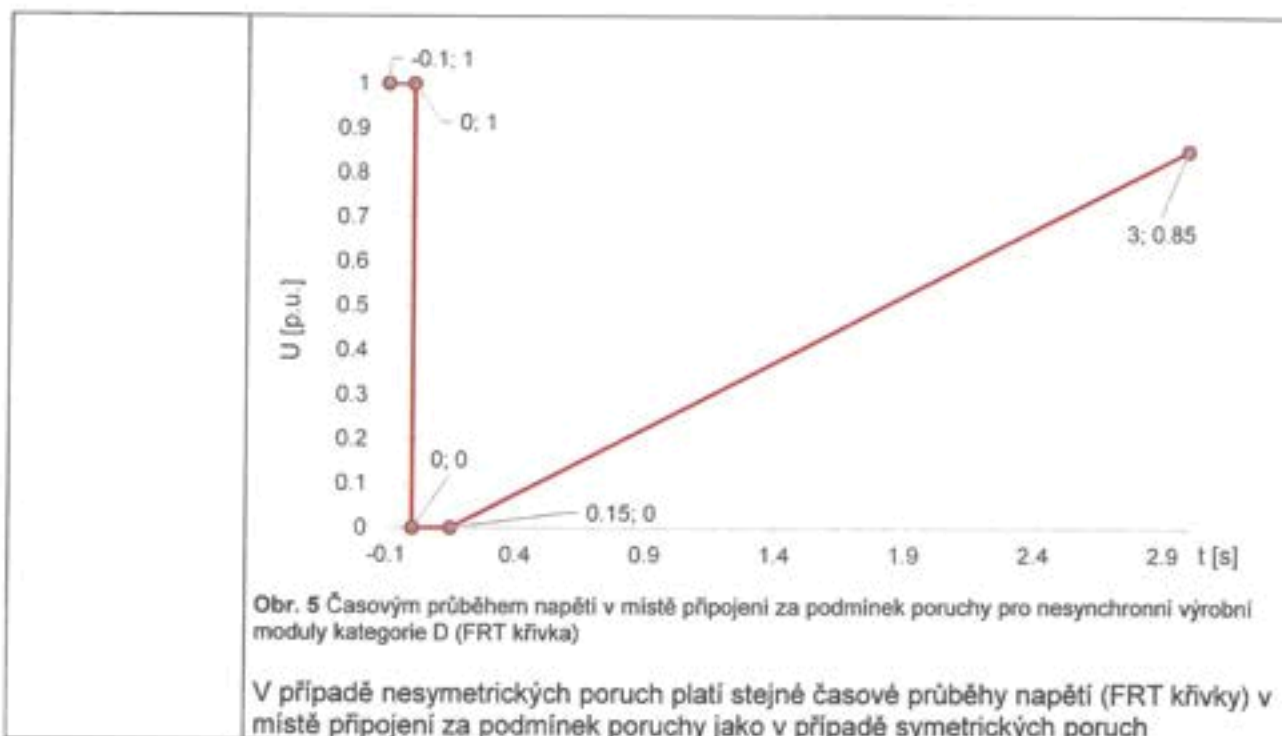 -0.1; 1
0; 1
1
0.9
0.8
0.7
0.6
0.5
0.4
0.3
0.2
0.1
0
U [p.u.]
3; 0.85
0; 0
0.15; 0
-0.1 0.4 0.9 1.4 1.9 2.4 2.9 t [s]
Obr. 5 Časovým průběhem napětí v místě připojení za podmínek poruchy pro nesynchronní výrobní
moduly kategorie D (FRT křivka)
V případě nesymetrických poruch platí stejné časové průběhy napětí (FRT křivky) v
místě připojení za podmínek poruchy jako v případě symetrických poruch